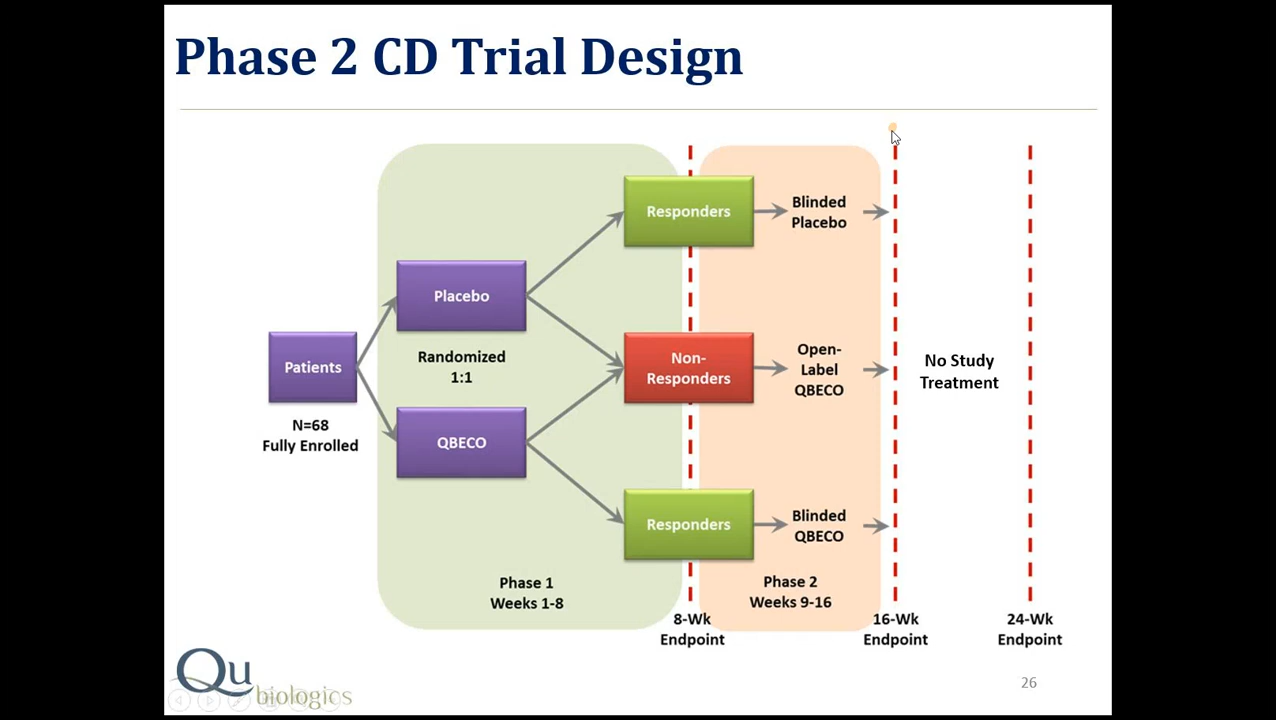 Phase 2 CD Trial Design
Responders
Blinded
Placebo
Placebo
Randomized
1:1
Patients
N=68
Fully Enrolled
Non-
Responders
Open-
Label
QBECO
No Study
Treatment
QBECO
Responders
Blinded
QBECO
Phase 1
Weeks 1-8
Phase 2
Weeks 9-16
8-Wk
Endpoint
16-Wk
Endpoint
24-Wk
Endpoint
Qu
biologics
26